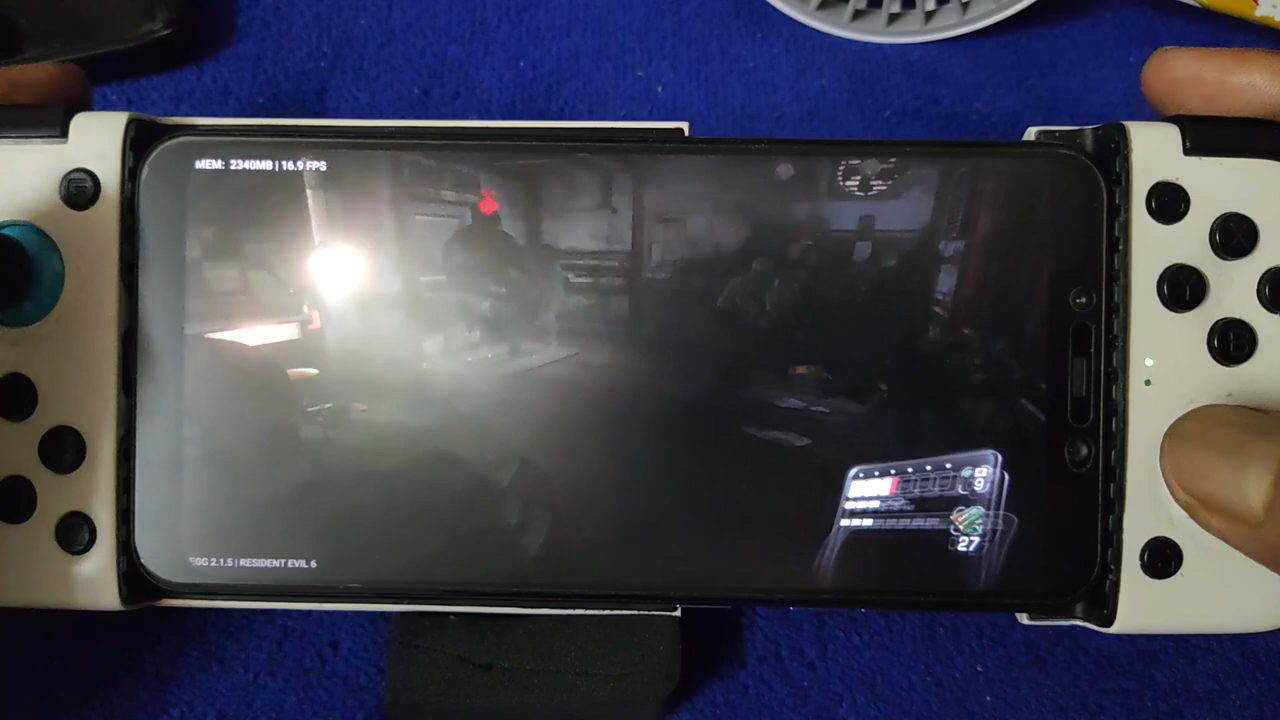 MEM: 2340MB | 16.9 FPS
9
27
EGG 2.1.5 | RESIDENT EVIL 6
X
Y
B